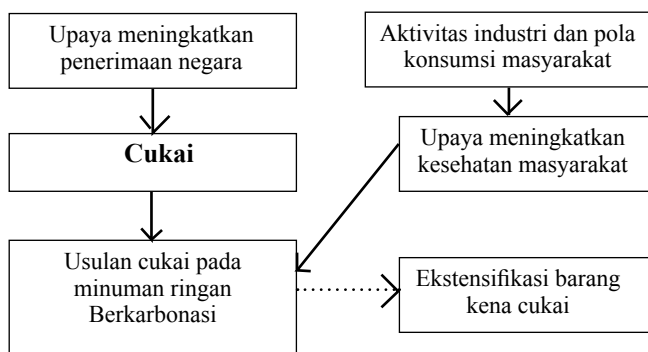 Upaya meningkatkan
penerimaan negara
Aktivitas industri dan pola
konsumsi masyarakat
Cukai
Upaya meningkatkan
kesehatan masyarakat
Usulan cukai pada
minuman ringan
Berkarbonasi
Ekstensifikasi barang
kena cukai